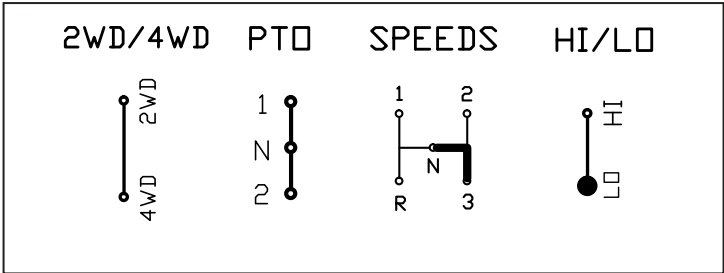 2WD/4WD PTO SPEEDS HI/LO
2WD 1 1 2 HI
N N
4WD 2 R 3 LO